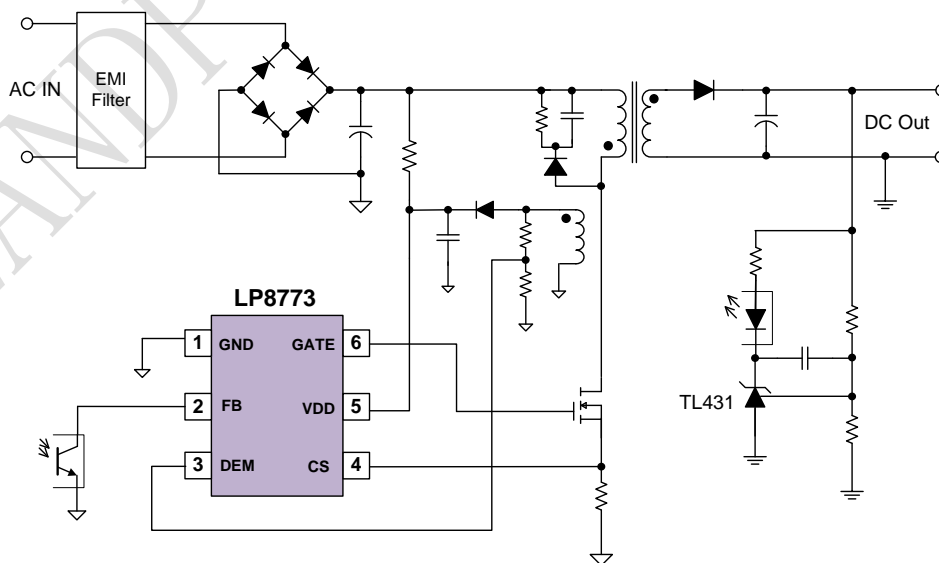 AC IN
EMI
Filter
DC Out
LP8773
1 GND GATE 6
2 FB VDD 5
3 DEM CS 4
TL431